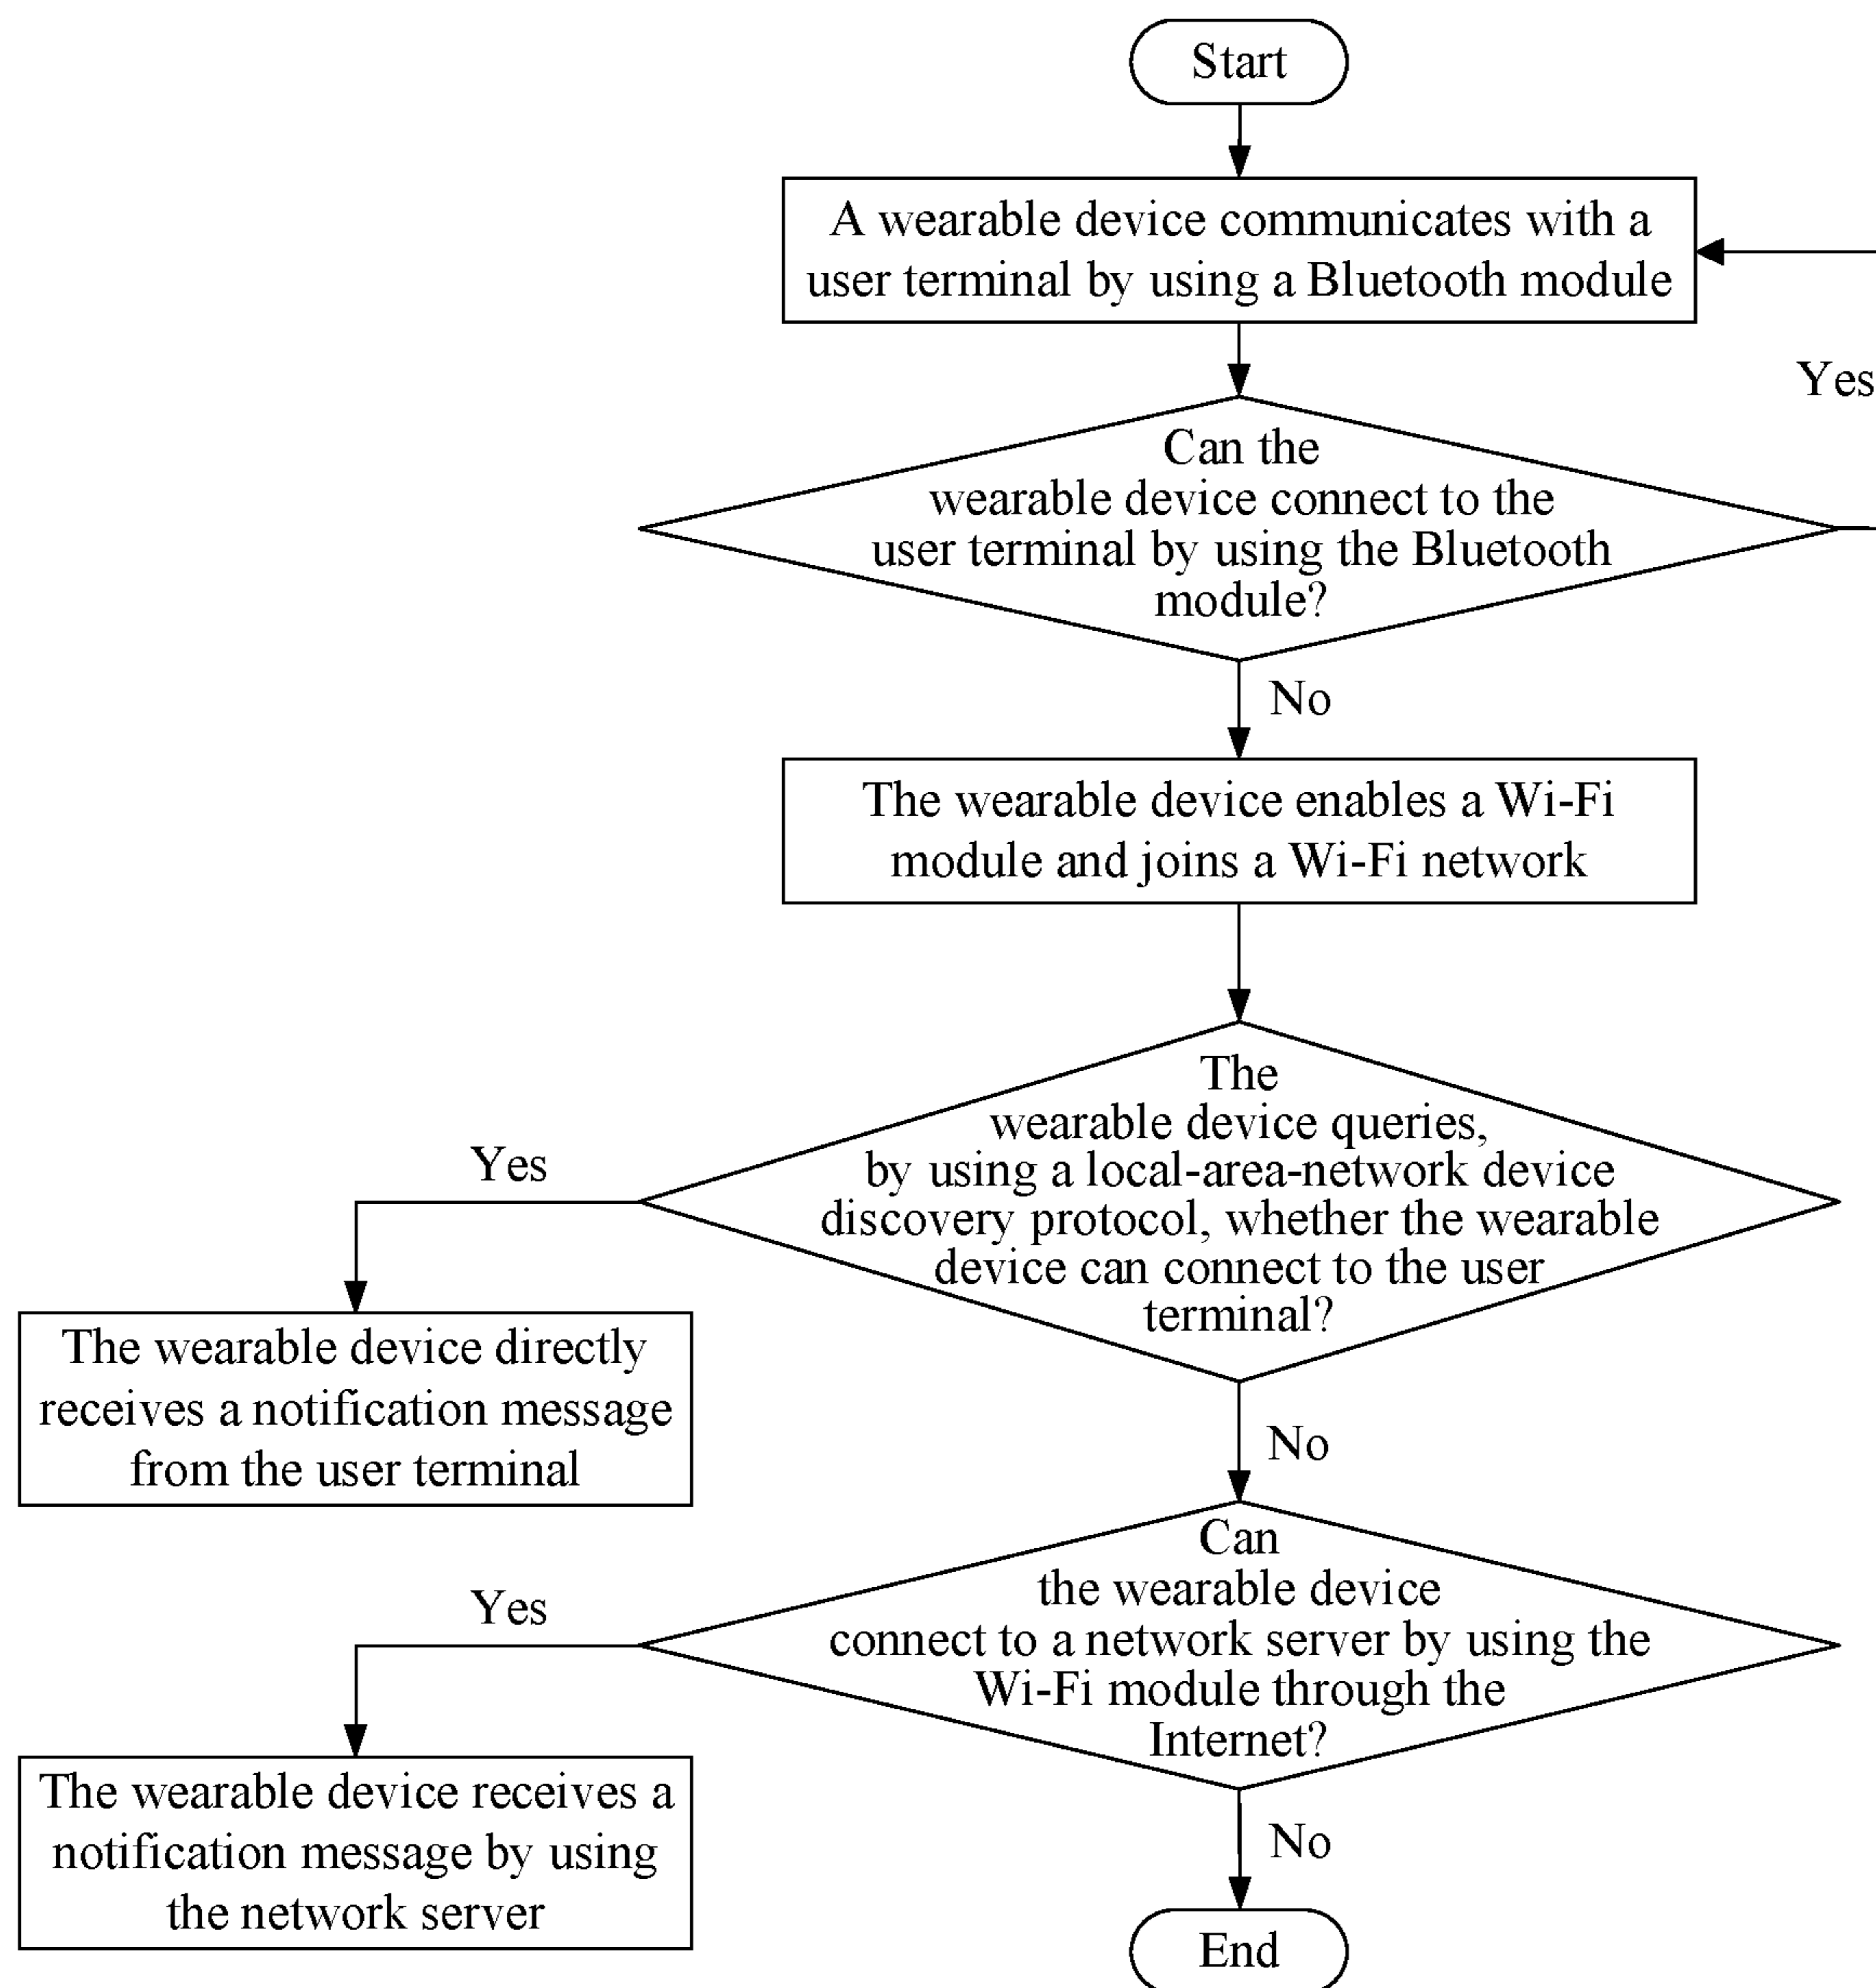 Start
A wearable device communicates with a
user terminal by using a Bluetooth module
Yes
Can the
wearable device connect to the
user terminal by using the Bluetooth
module?
No
The wearable device enables a Wi-Fi
module and joins a Wi-Fi network
The
wearable device queries,
by using a local-area-network device
discovery protocol, whether the wearable
device can connect to the user
terminal?
Yes
The wearable device directly
receives a notification message
from the user terminal
No
Can
the wearable device
connect to a network server by using the
Wi-Fi module through the
Internet?
Yes
The wearable device receives a
notification message by using
the network server
No
End